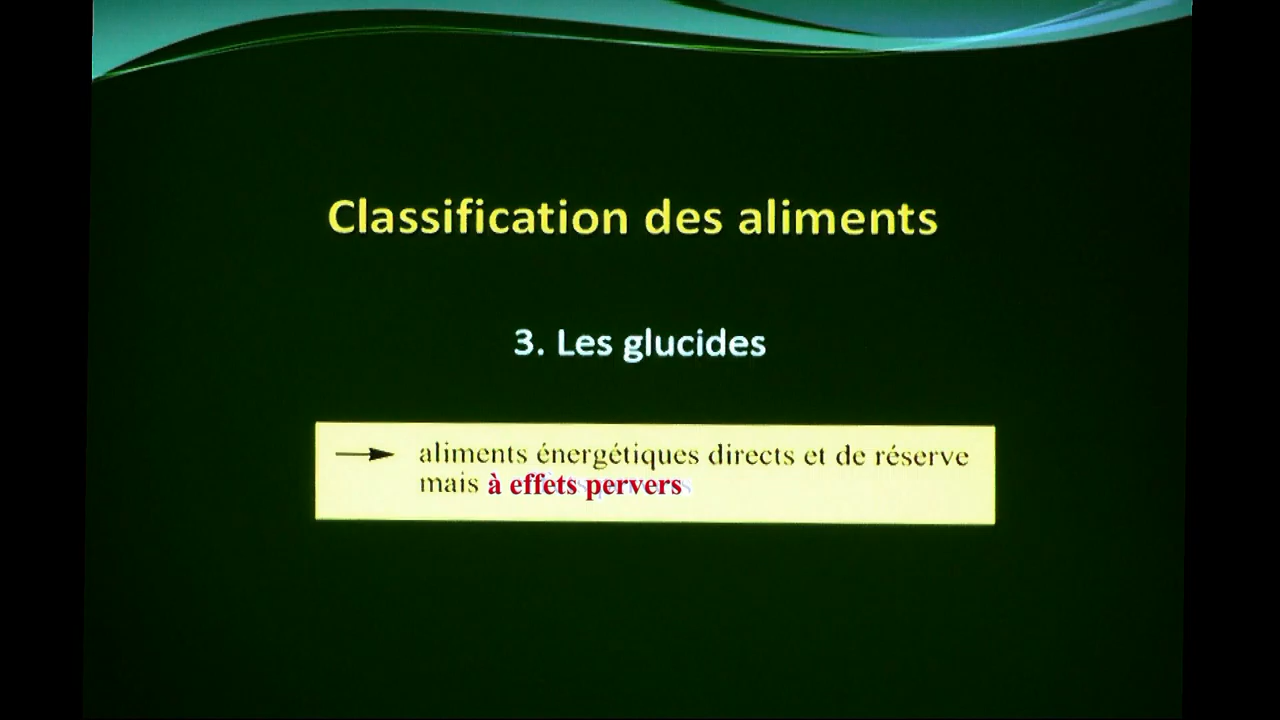 Classification des aliments
3. Les glucides
aliments énergétiques directs et de réserve
mais à effets pervers